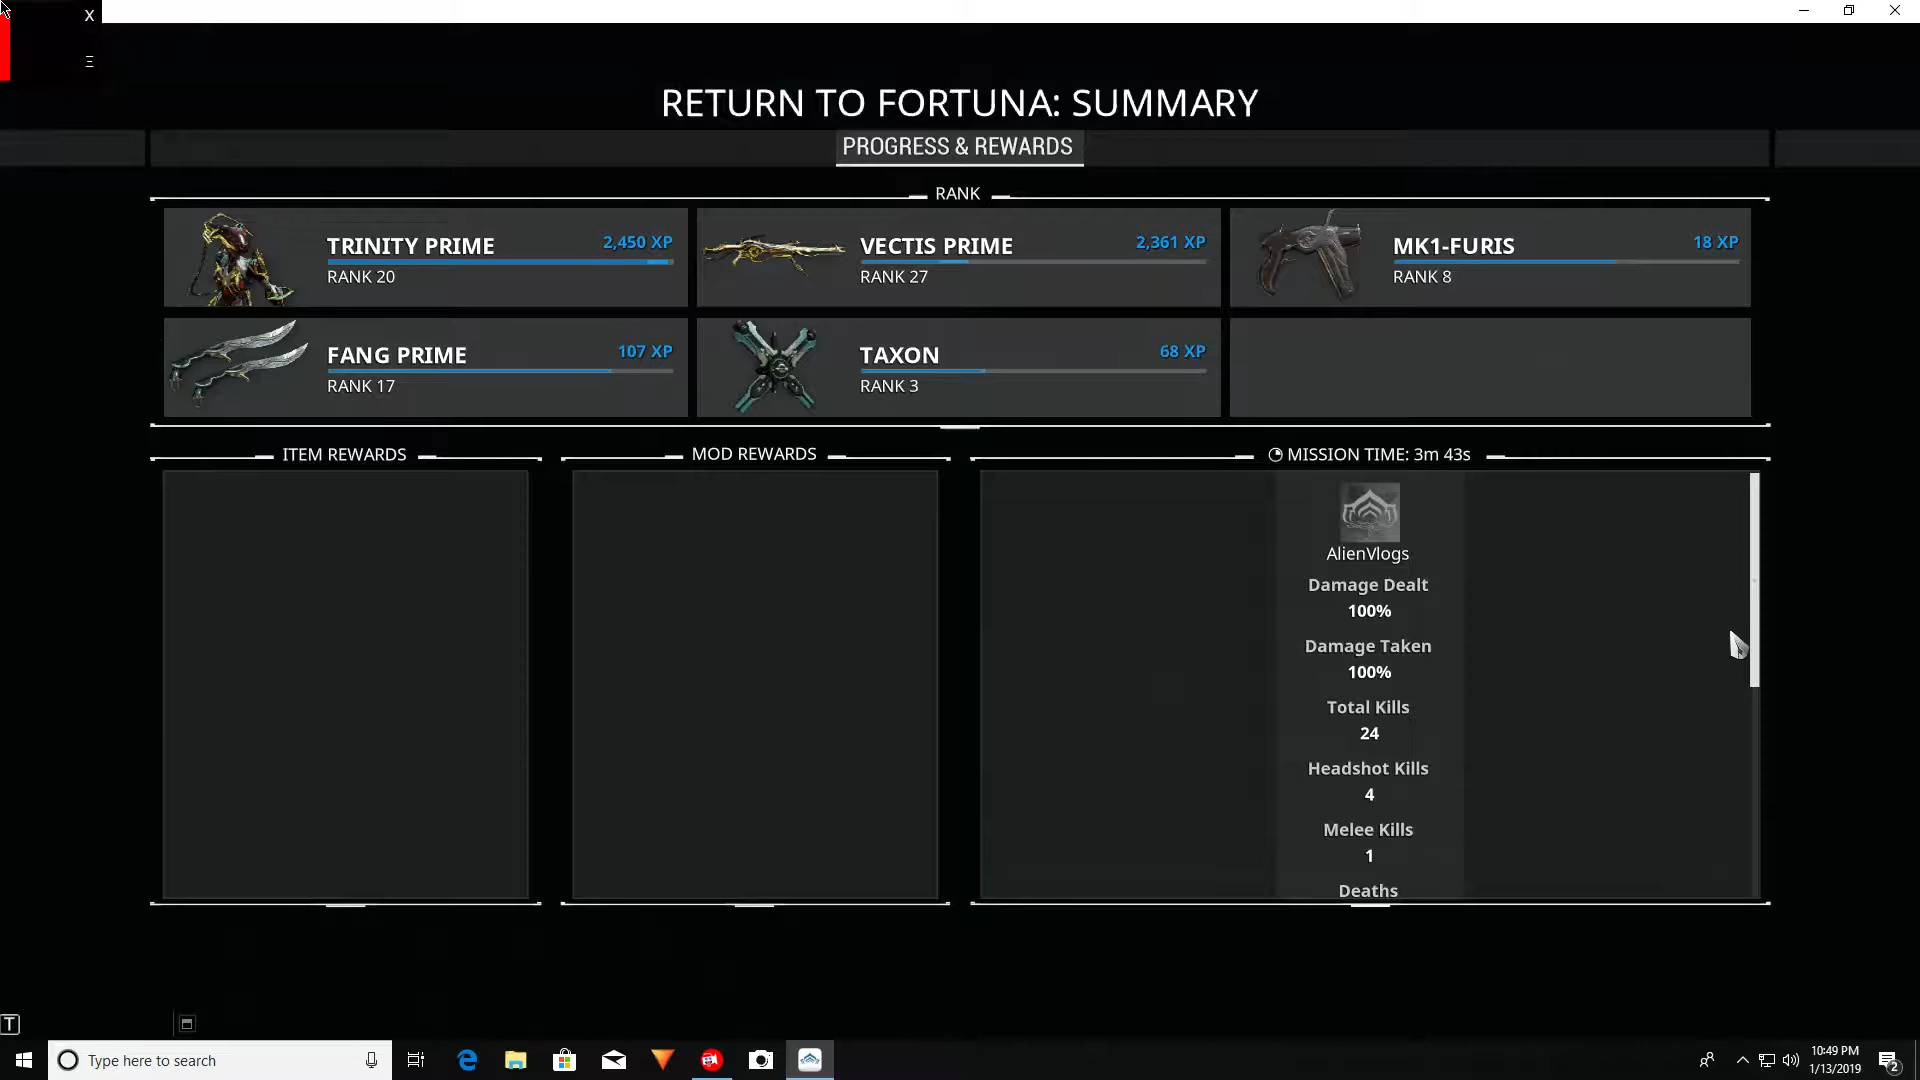 X
Ξ
RETURN TO FORTUNA: SUMMARY
PROGRESS & REWARDS
RANK
TRINITY PRIME 2,450 XP
RANK 20
VECTIS PRIME 2,361 XP
RANK 27
MK1-FURIS 18 XP
RANK 8
FANG PRIME 107 XP
RANK 17
TAXON 68 XP
RANK 3
ITEM REWARDS
MOD REWARDS
MISSION TIME: 3m 43s
AlienVlogs
Damage Dealt
100%
Damage Taken
100%
Total Kills
24
Headshot Kills
4
Melee Kills
1
Deaths
T
Type here to search
10:49 PM
1/13/2019
2